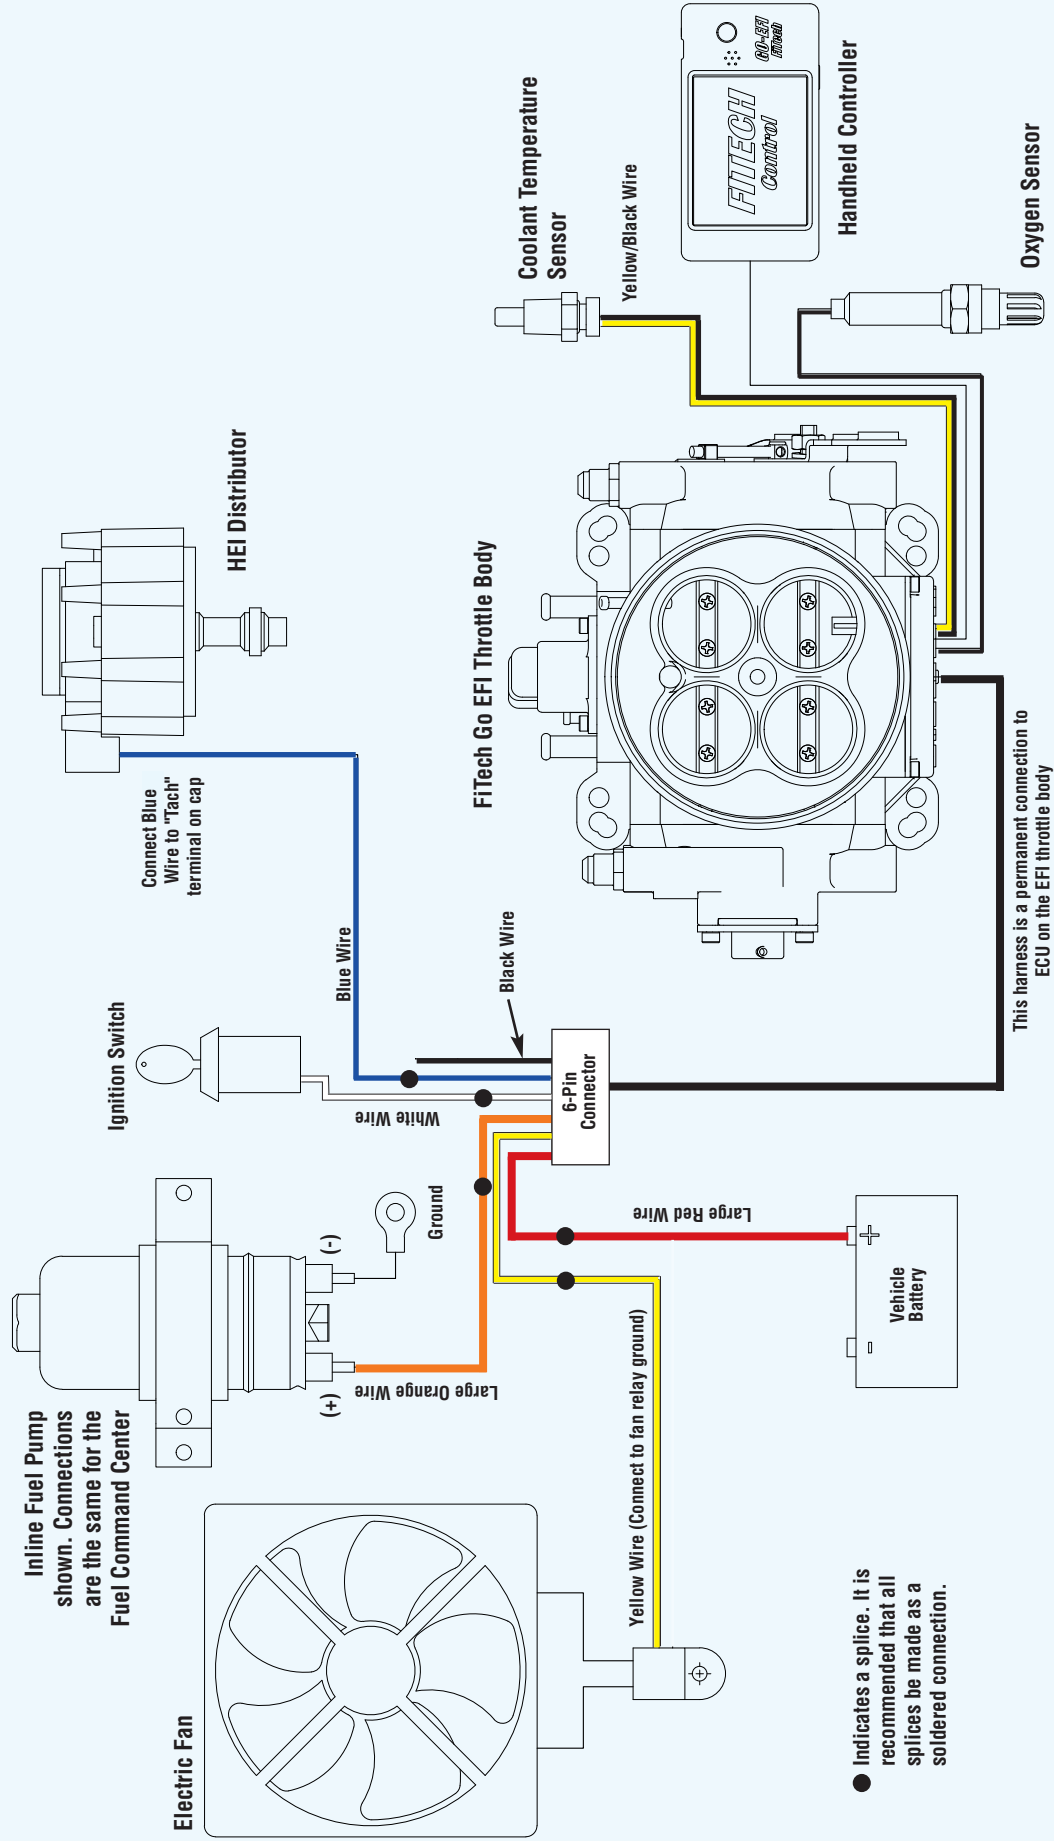 Electric Fan
Inline Fuel Pump
shown. Connections
are the same for the
Fuel Command Center
(+)
(-)
Ground
Large Orange Wire
Ignition Switch
White Wire
Connect Blue
Wire to "Tach"
terminal on cap
Blue Wire
HEI Distributor
Black Wire
6-Pin
Connector
Large Red Wire
Yellow Wire (Connect to fan relay ground)
Vehicle
Battery
-
+
FiTech Go EFI Throttle Body
Coolant Temperature
Sensor
Yellow/Black Wire
FITECH
Control
GO-EFI
FiTech
Handheld Controller
Oxygen Sensor
This harness is a permanent connection to
ECU on the EFI throttle body
● Indicates a splice. It is
recommended that all
splices be made as a
soldered connection.